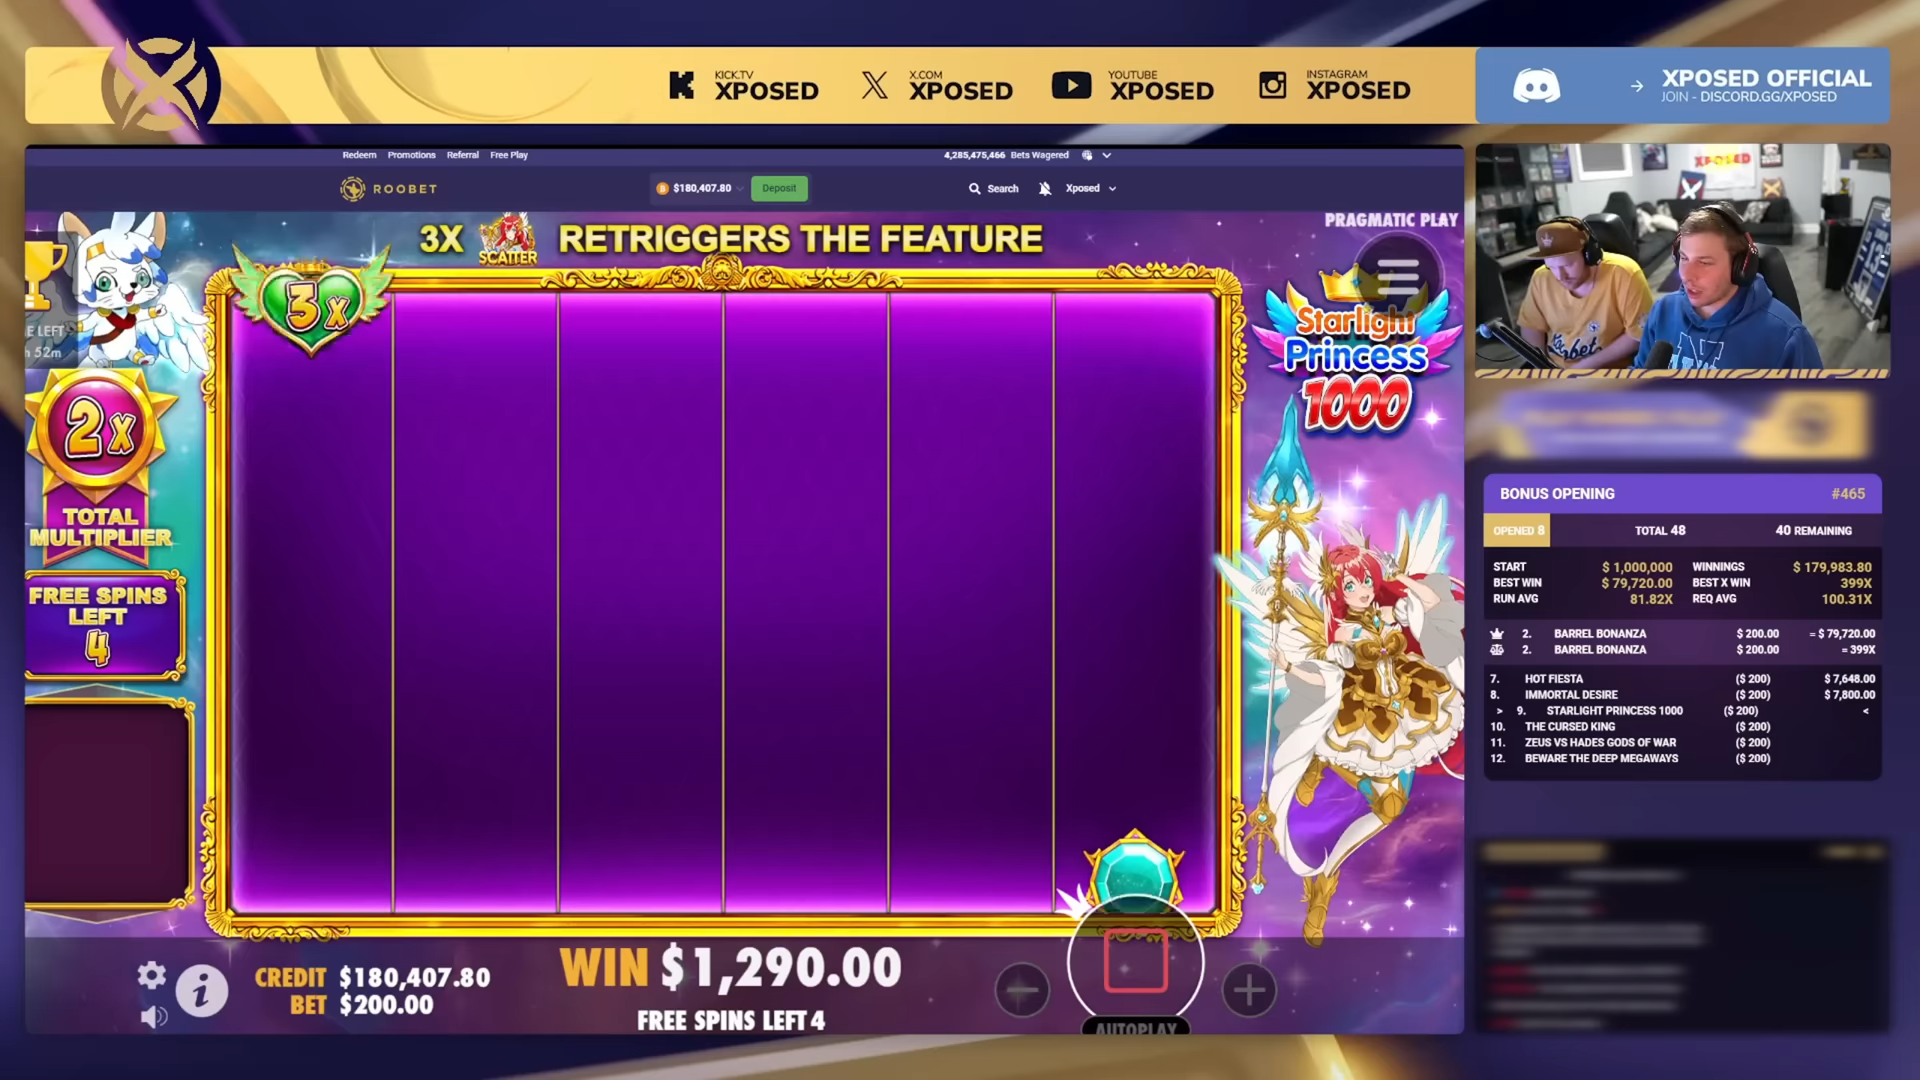 KICK.TV
XPOSED
X.COM
XPOSED
YOUTUBE
XPOSED
INSTAGRAM
XPOSED
XPOSED OFFICIAL
JOIN - DISCORD.GG/XPOSED
Redeem Promotions Referral Free Play
4,285,475,466 Bets Wagered
ROOBET
$180,407.80
Deposit
Search
Xposed
PRAGMATIC PLAY
3X SCATTER RETRIGGERS THE FEATURE
3x
E LEFT
h 52m
2x
TOTAL
MULTIPLIER
FREE SPINS
LEFT
4
Starlight
Princess
1000
XPOSED
BONUS OPENING #465
OPENED 8 TOTAL 48 40 REMAINING
START $ 1,000,000 WINNINGS $ 179,983.80
BEST WIN $ 79,720.00 BEST X WIN 399X
RUN AVG 81.82X REQ AVG 100.31X
2. BARREL BONANZA $ 200.00 = $ 79,720.00
2. BARREL BONANZA $ 200.00 = 399X
7. HOT FIESTA ($ 200) $ 7,648.00
8. IMMORTAL DESIRE ($ 200) $ 7,800.00
> 9. STARLIGHT PRINCESS 1000 ($ 200) <
10. THE CURSED KING ($ 200)
11. ZEUS VS HADES GODS OF WAR ($ 200)
12. BEWARE THE DEEP MEGAWAYS ($ 200)
CREDIT $180,407.80
BET $200.00
WIN $1,290.00
FREE SPINS LEFT 4
AUTOPLAY